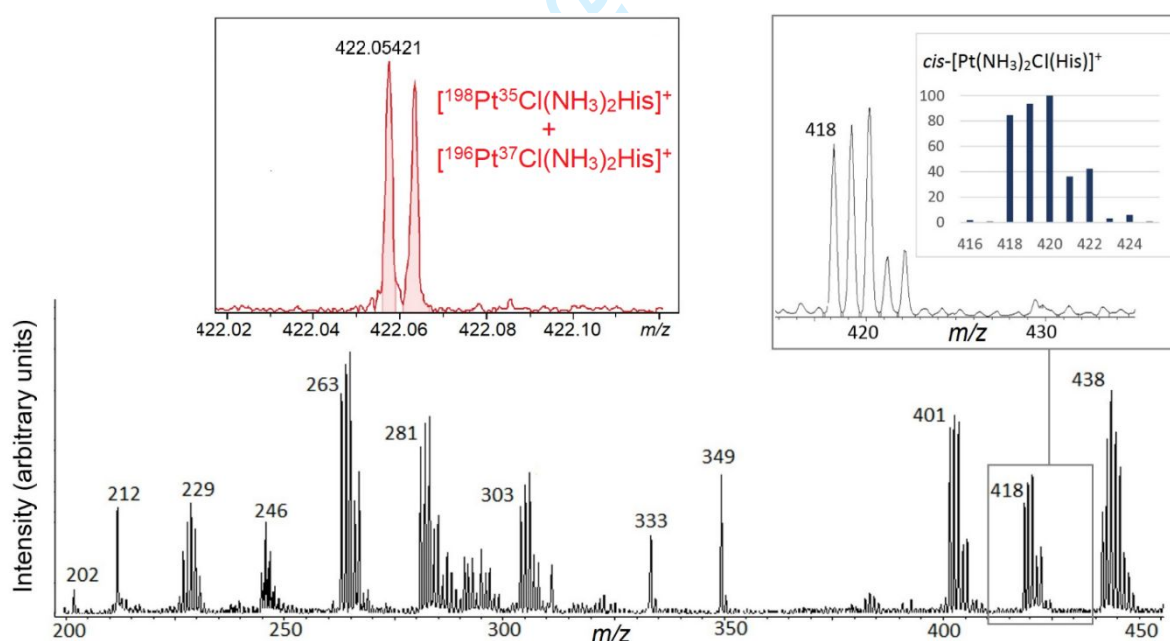 422.05421
[¹⁹⁸Pt³⁵Cl(NH₃)₂His]⁺
+
[¹⁹⁶Pt³⁷Cl(NH₃)₂His]⁺
422.02 422.04 422.06 422.08 422.10 m/z
cis-[Pt(NH₃)₂Cl(His)]⁺
100
80
60
40
20
0
416 418 420 422 424
418
420 430
m/z
Intensity (arbitrary units)
202
212
229
246
263
281
303
333
349
401
418
438
200 250 300 350 400 450
m/z